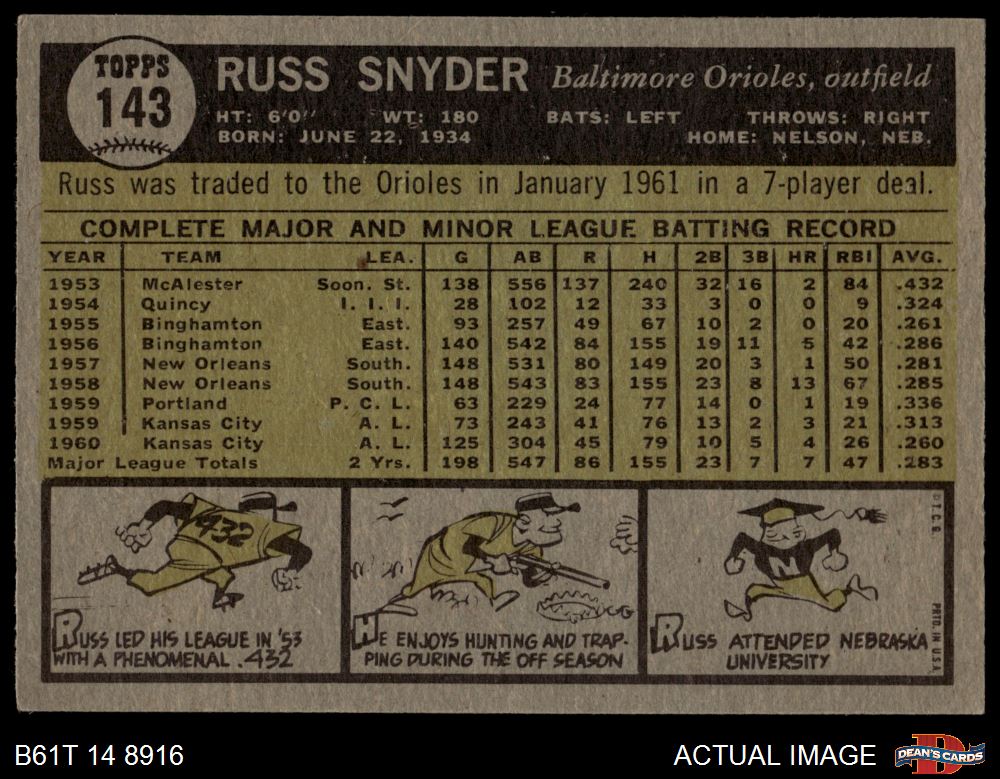 TOPPS
143
RUSS SNYDER Baltimore Orioles, outfield
HT: 6'0" WT: 180 BATS: LEFT THROWS: RIGHT
BORN: JUNE 22, 1934 HOME: NELSON, NEB.
Russ was traded to the Orioles in January 1961 in a 7-player deal.
COMPLETE MAJOR AND MINOR LEAGUE BATTING RECORD
YEAR TEAM LEA. G AB R H 2B 3B HR RBI AVG.
1953 McAlester Soon. St. 138 556 137 240 32 16 2 84 .432
1954 Quincy I. I. I. 28 102 12 33 3 0 0 9 .324
1955 Binghamton East. 93 257 49 67 10 2 0 20 .261
1956 Binghamton East. 140 542 84 155 19 11 5 42 .286
1957 New Orleans South. 148 531 80 149 20 3 1 50 .281
1958 New Orleans South. 148 543 83 155 23 8 13 67 .285
1959 Portland P. C. L. 63 229 24 77 14 0 1 19 .336
1959 Kansas City A. L. 73 243 41 76 13 2 3 21 .313
1960 Kansas City A. L. 125 304 45 79 10 5 4 26 .260
Major League Totals 2 Yrs. 198 547 86 155 23 7 7 47 .283
.432
RUSS LED HIS LEAGUE IN '53
WITH A PHENOMENAL .432
HE ENJOYS HUNTING AND TRAP-
PING DURING THE OFF SEASON
N
RUSS ATTENDED NEBRASKA
UNIVERSITY
©T.C.G.
PRTD. IN U.S.A.
B61T 14 8916
ACTUAL IMAGE
DEAN'S CARDS